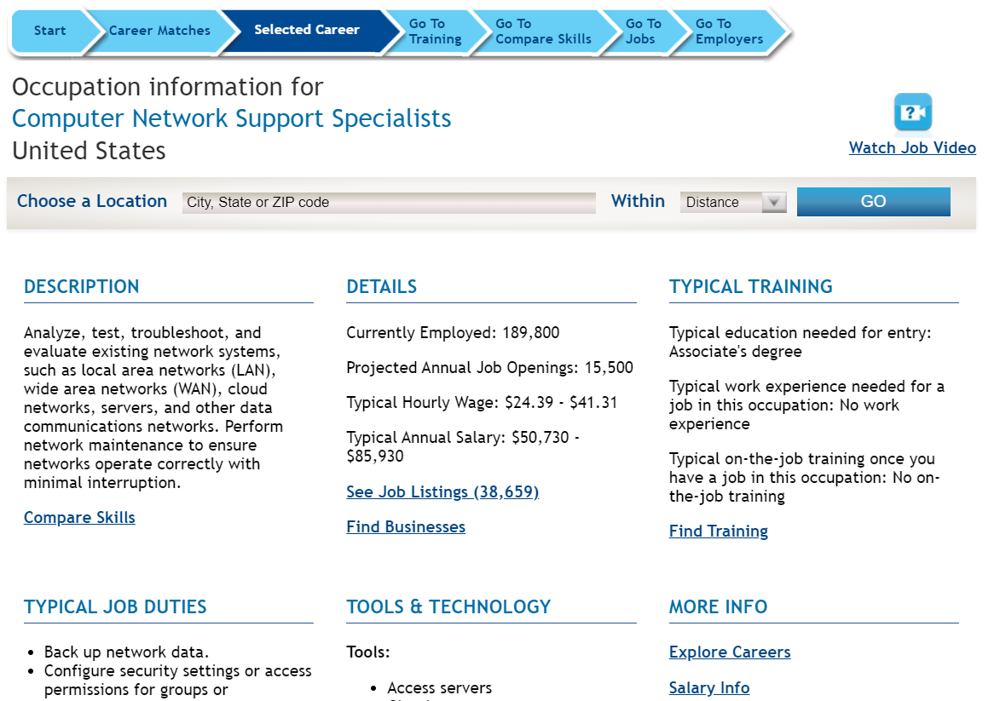 Start
Career Matches
Selected Career
Go To
Training
Go To
Compare Skills
Go To
Jobs
Go To
Employers
Occupation information for
Computer Network Support Specialists
United States
Watch Job Video
Choose a Location
City, State or ZIP code
Within
Distance
GO
DESCRIPTION
Analyze, test, troubleshoot, and
evaluate existing network systems,
such as local area networks (LAN),
wide area networks (WAN), cloud
networks, servers, and other data
communications networks. Perform
network maintenance to ensure
networks operate correctly with
minimal interruption.
Compare Skills
DETAILS
Currently Employed: 189,800
Projected Annual Job Openings: 15,500
Typical Hourly Wage: $24.39 - $41.31
Typical Annual Salary: $50,730 -
$85,930
See Job Listings (38,659)
Find Businesses
TYPICAL TRAINING
Typical education needed for entry:
Associate's degree
Typical work experience needed for a
job in this occupation: No work
experience
Typical on-the-job training once you
have a job in this occupation: No on-
the-job training
Find Training
TYPICAL JOB DUTIES
• Back up network data.
• Configure security settings or access
permissions for groups or
TOOLS & TECHNOLOGY
Tools:
• Access servers
MORE INFO
Explore Careers
Salary Info